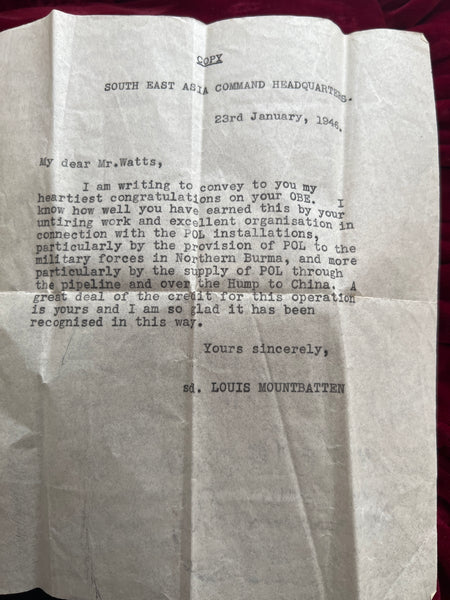 COPY
SOUTH EAST ASIA COMMAND HEADQUARTERS.
23rd January, 1946.
My dear Mr.Watts,
I am writing to convey to you my
heartiest congratulations on your OBE. I
know how well you have earned this by your
untiring work and excellent organisation in
connection with the POL installations,
particularly by the provision of POL to the
military forces in Northern Burma, and more
particularly by the supply of POL through
the pipeline and over the Hump to China. A
great deal of the credit for this operation
is yours and I am so glad it has been
recognised in this way.
Yours sincerely,
sd. LOUIS MOUNTBATTEN